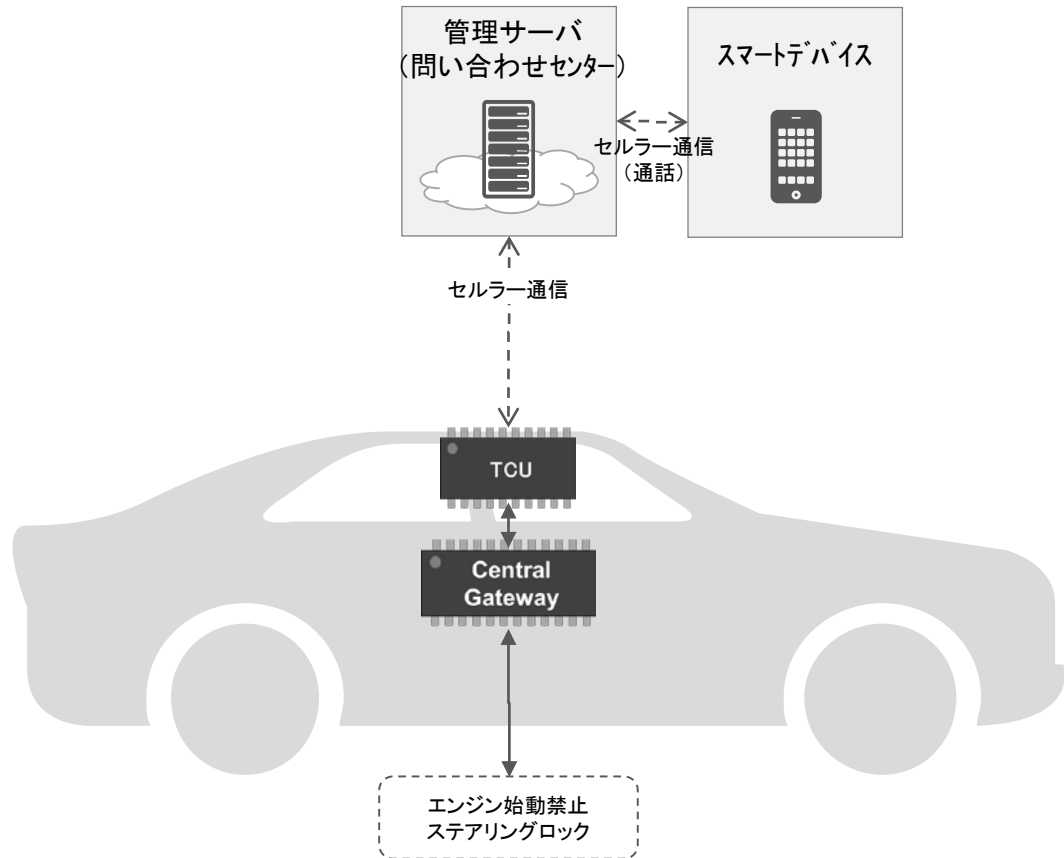 管理サーバ
（問い合わせセンター）
スマートデバイス
セルラー通信
（通話）
セルラー通信
TCU
Central
Gateway
エンジン始動禁止
ステアリングロック